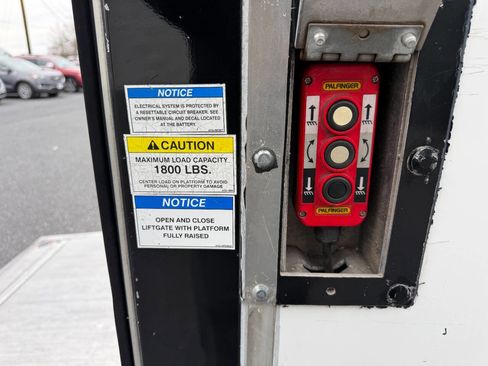 NOTICE
ELECTRICAL SYSTEM IS PROTECTED BY
A RESETTABLE CIRCUIT BREAKER. SEE
OWNER'S MANUAL AND DECAL LOCATED
AT THE BATTERY.
CAUTION
MAXIMUM LOAD CAPACITY
1800 LBS.
CENTER LOAD ON PLATFORM TO AVOID
PERSONAL OR PROPERTY DAMAGE
NOTICE
OPEN AND CLOSE
LIFTGATE WITH PLATFORM
FULLY RAISED
PALFINGER
PALFINGER